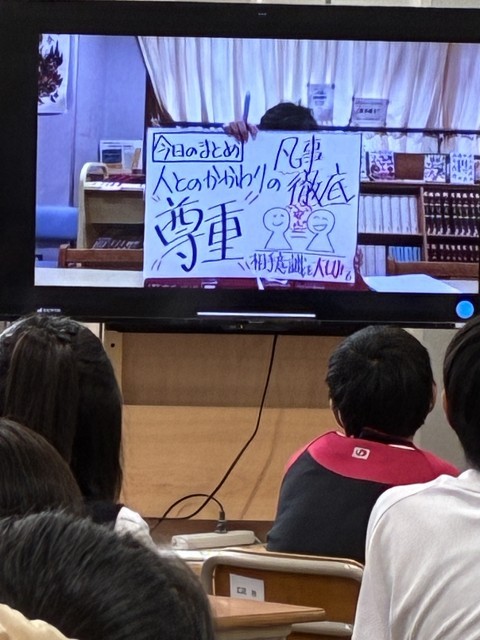 今日のまとめ
凡事
徹底
人とのかかわりの
尊重
相手意識を大切に